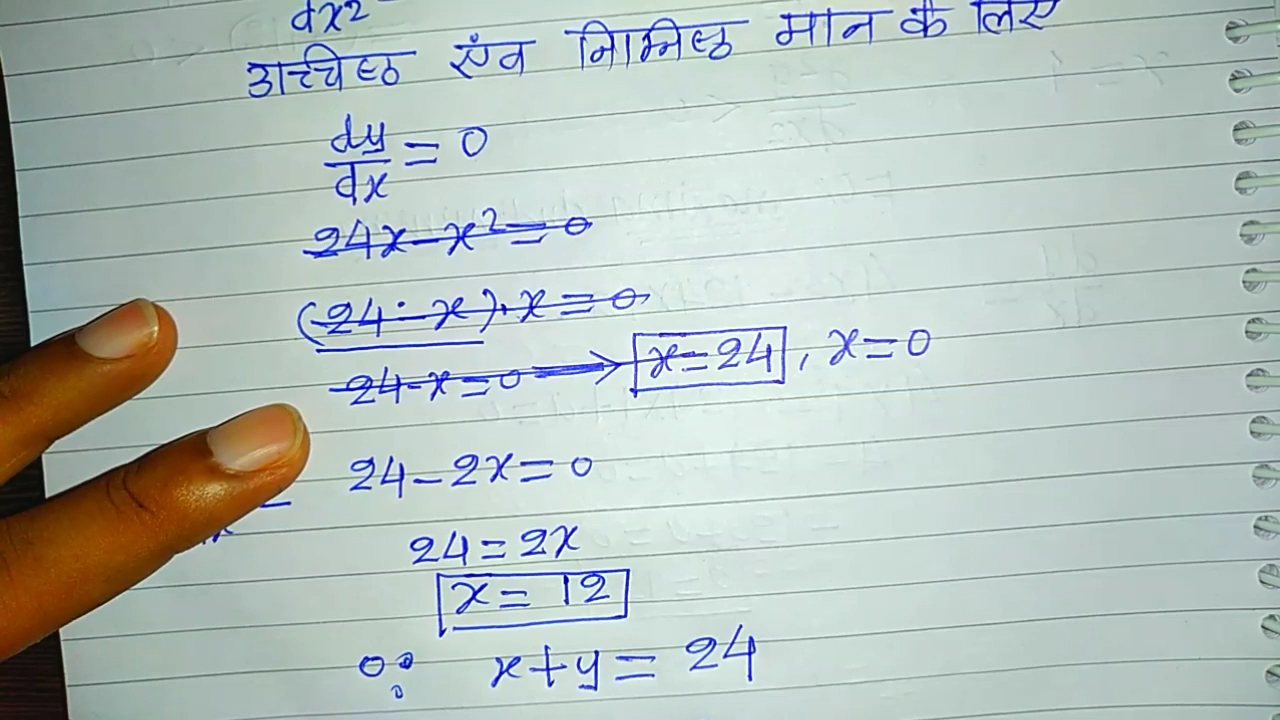 dx²
उच्चिष्ठ एंव निम्निष्ठ मान के लिए
dy/dx = 0
24x - x² = 0
(24 - x).x = 0
24 - x = 0 → x = 24, x = 0
24 - 2x = 0
24 = 2x
x = 12
∵ x + y = 24